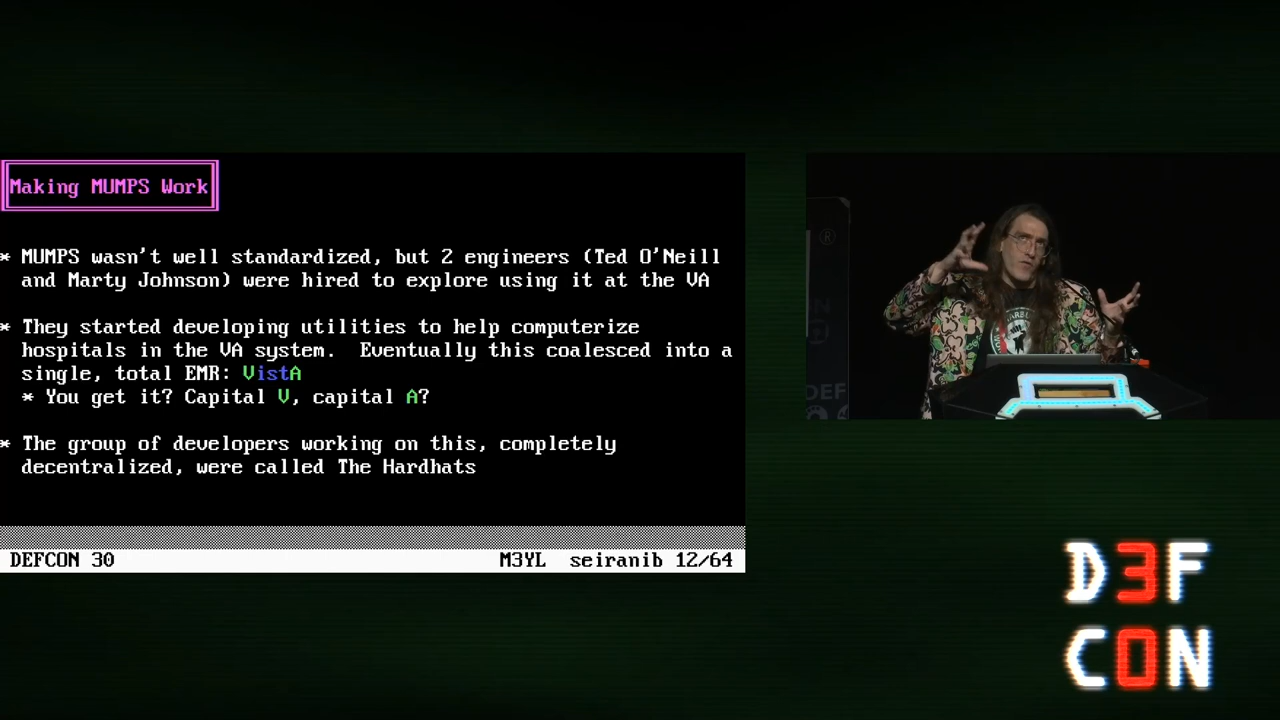 Making MUMPS Work
* MUMPS wasn't well standardized, but 2 engineers (Ted O'Neill
and Marty Johnson) were hired to explore using it at the VA
* They started developing utilities to help computerize
hospitals in the VA system.  Eventually this coalesced into a
single, total EMR: VistA
* You get it? Capital V, capital A?
* The group of developers working on this, completely
decentralized, were called The Hardhats
DEFCON 30
M3YL  seiranib 12/64
®
DEF
D3F
C0N